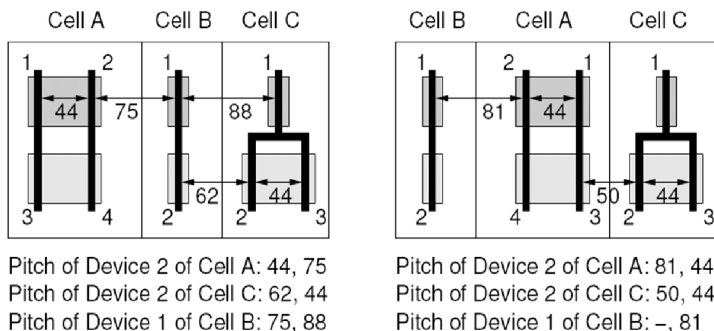 Cell A Cell B Cell C
1 2 1 1
44 75 88
62 44
3 4 2 2 3
Pitch of Device 2 of Cell A: 44, 75
Pitch of Device 2 of Cell C: 62, 44
Pitch of Device 1 of Cell B: 75, 88
Cell B Cell A Cell C
1 2 1 1
81 44
50 44
2 4 3 2 3
Pitch of Device 2 of Cell A: 81, 44
Pitch of Device 2 of Cell C: 50, 44
Pitch of Device 1 of Cell B: –, 81